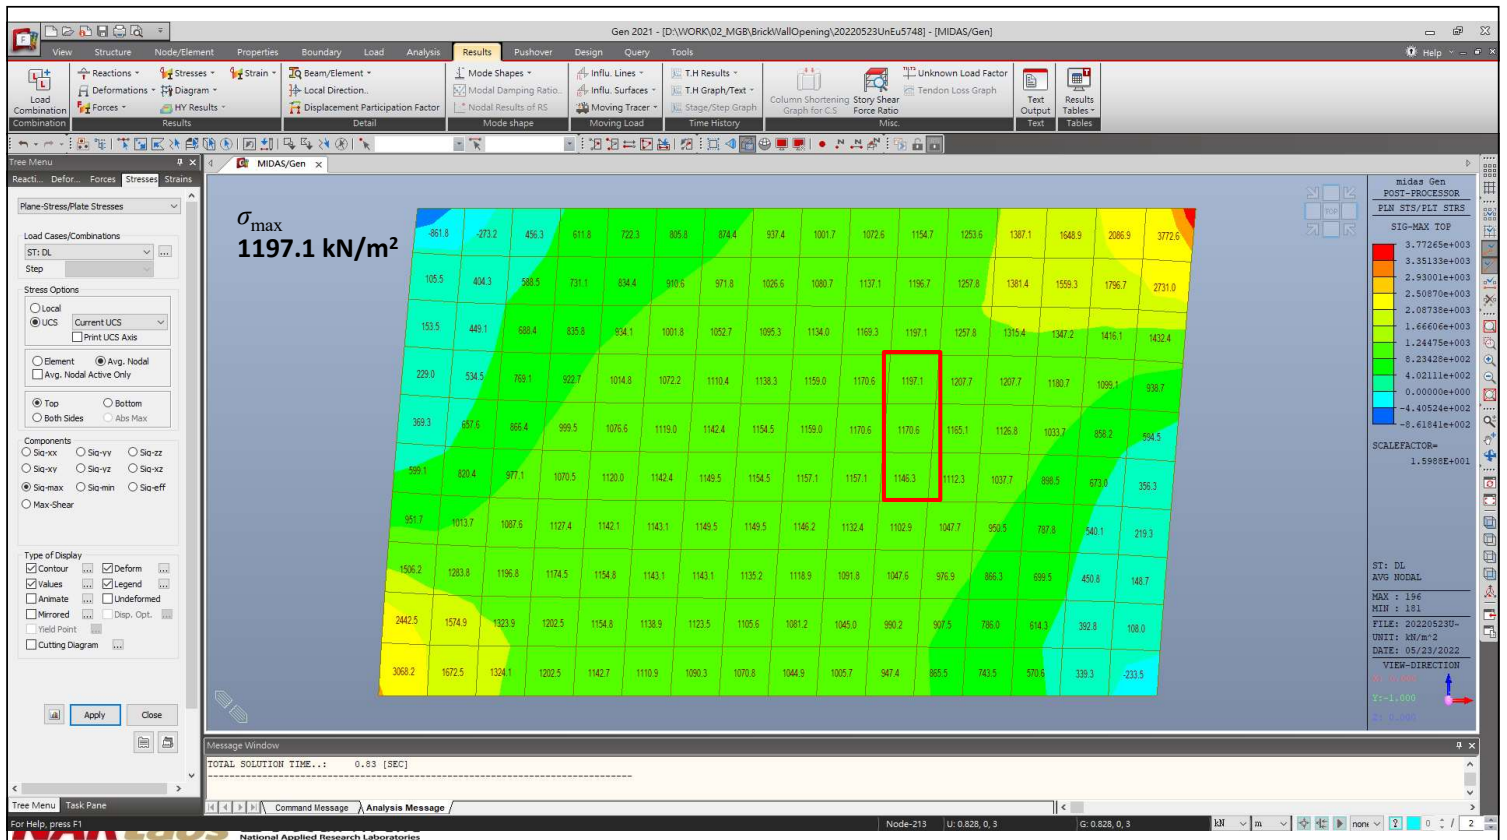 Gen 2021 - [D:\WORK\02_MGB\BrickWallOpening\20220523UnEu5748] - [MIDAS/Gen]
View Structure Node/Element Properties Boundary Load Analysis Results Pushover Design Query Tools Help
Load Combination
Reactions
Deformations
Forces
Stresses
Diagram
HY Results
Strain
Beam/Element
Local Direction..
Displacement Participation Factor
Mode Shapes
Modal Damping Ratio..
Nodal Results of RS
Influ. Lines
Influ. Surfaces
Moving Tracer
T.H Results
T.H Graph/Text
Stage/Step Graph
Column Shortening Graph for C.S
Story Shear Force Ratio
Unknown Load Factor
Tendon Loss Graph
Text Output
Results Tables
Combination Results Detail Mode shape Moving Load Time History Misc. Text Tables
Tree Menu
MIDAS/Gen
Reacti... Defor... Forces Stresses Strains
Plane-Stress/Plate Stresses
Load Cases/Combinations
ST: DL
Step
Stress Options
Local
UCS Current UCS
Print UCS Axis
Element Avg. Nodal
Avg. Nodal Active Only
Top Bottom
Both Sides Abs Max
Components
Sig-xx Sig-yy Sig-zz
Sig-xy Sig-yz Sig-xz
Sig-max Sig-min Sig-eff
Max-Shear
Type of Display
Contour Deform
Values Legend
Animate Undeformed
Mirrored Disp. Opt.
Yield Point
Cutting Diagram
Apply Close
σmax
1197.1 kN/m²
-861.8 -273.2 456.3 611.8 722.3 805.8 874.4 937.4 1001.7 1072.6 1154.7 1253.6 1387.1 1648.9 2086.9 3772.6
105.5 404.3 588.5 731.1 834.4 910.6 971.8 1026.6 1080.7 1137.1 1196.7 1257.8 1381.4 1559.3 1796.7 2731.0
153.5 449.1 688.4 835.8 934.1 1001.8 1052.7 1095.3 1134.0 1169.3 1197.1 1257.8 1315.4 1347.2 1416.1 1432.4
229.0 534.5 769.1 922.7 1014.8 1072.2 1110.4 1138.3 1159.0 1170.6 1197.1 1207.7 1207.7 1180.7 1099.1 938.7
369.3 657.6 866.4 999.5 1076.6 1119.0 1142.4 1154.5 1159.0 1170.6 1170.6 1165.1 1126.8 1033.7 858.2 594.5
599.1 820.4 977.1 1070.5 1120.0 1142.4 1149.5 1154.5 1157.1 1157.1 1146.3 1112.3 1037.7 898.5 673.0 356.3
951.7 1013.7 1087.6 1127.4 1142.1 1143.1 1149.5 1149.5 1146.2 1132.4 1102.9 1047.7 950.5 787.8 540.1 219.3
1506.2 1283.8 1196.8 1174.5 1154.8 1143.1 1143.1 1135.2 1118.9 1091.8 1047.6 976.9 866.3 699.5 450.8 148.7
2442.5 1574.9 1323.9 1202.5 1154.8 1138.9 1123.5 1105.6 1081.2 1045.0 990.2 907.5 786.0 614.3 392.8 108.0
3068.2 1672.5 1324.1 1202.5 1142.7 1110.9 1090.3 1070.8 1044.9 1005.7 947.4 865.5 743.5 570.6 339.3 -233.5
TOP
midas Gen
POST-PROCESSOR
PLN STS/PLT STRS
SIG-MAX TOP
3.77265e+003
3.35133e+003
2.93001e+003
2.50870e+003
2.08738e+003
1.66606e+003
1.24475e+003
8.23428e+002
4.02111e+002
0.00000e+000
-4.40524e+002
-8.61841e+002
SCALEFACTOR=
1.5988E+001
ST: DL
AVG NODAL
MAX : 196
MIN : 181
FILE: 20220523U~
UNIT: kN/m^2
DATE: 05/23/2022
VIEW-DIRECTION
Y:-1.000
Z: 0.000
Message Window
TOTAL SOLUTION TIME..: 0.83 [SEC]
Command Message Analysis Message
Tree Menu Task Pane
For Help, press F1
Node-213 U: 0.828, 0, 3 G: 0.828, 0, 3 kN m none 2 0 / 2
National Applied Research Laboratories